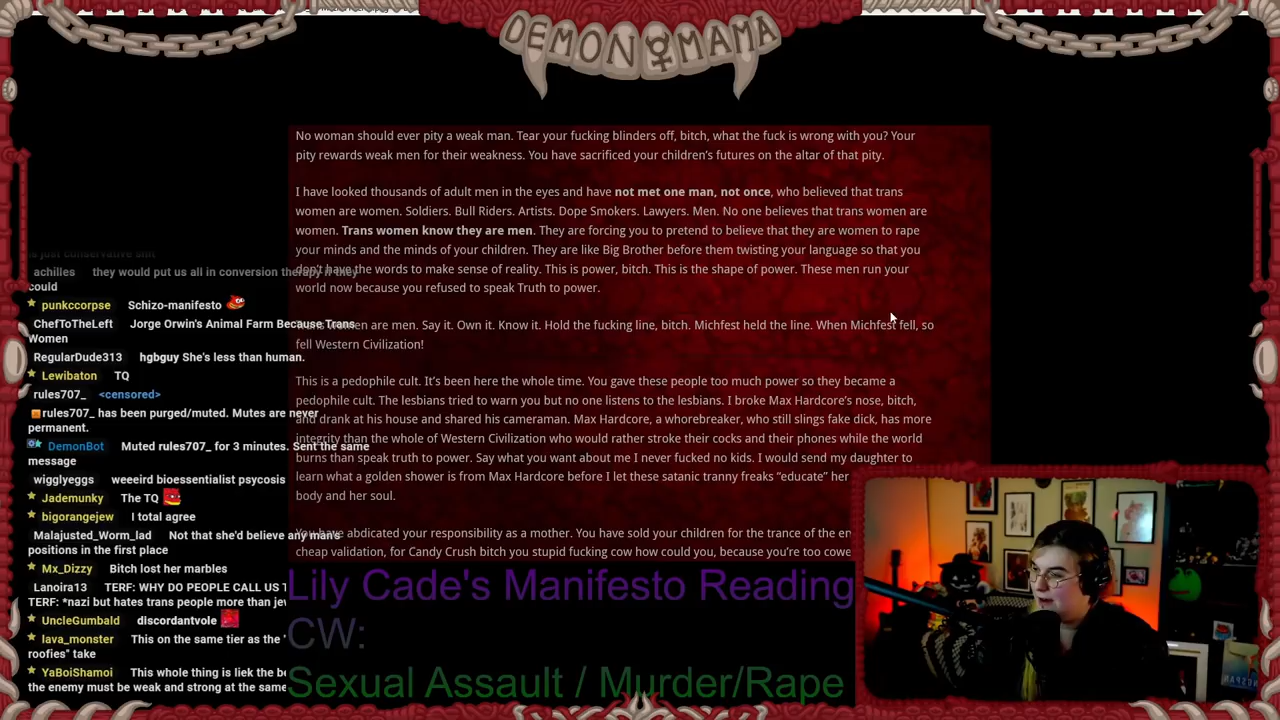 DEMON MAMA
No woman should ever pity a weak man. Tear your fucking blinders off, bitch, what the fuck is wrong with you? Your
pity rewards weak men for their weakness. You have sacrificed your children's futures on the altar of that pity.
I have looked thousands of adult men in the eyes and have not met one man, not once, who believed that trans
women are women. Soldiers. Bull Riders. Artists. Dope Smokers. Lawyers. Men. No one believes that trans women are
women. Trans women know they are men. They are forcing you to pretend to believe that they are women to rape
your minds and the minds of your children. They are like Big Brother before them twisting your language so that you
don't have the words to make sense of reality. This is power, bitch. This is the shape of power. These men run your
world now because you refused to speak Truth to power.
Trans women are men. Say it. Own it. Know it. Hold the fucking line, bitch. Michfest held the line. When Michfest fell, so
fell Western Civilization!
This is a pedophile cult. It's been here the whole time. You gave these people too much power so they became a
pedophile cult. The lesbians tried to warn you but no one listens to the lesbians. I broke Max Hardcore's nose, bitch,
and drank at his house and shared his cameraman. Max Hardcore, a whorebreaker, who still slings fake dick, has more
integrity than the whole of Western Civilization who would rather stroke their cocks and their phones while the world
burns than speak truth to power. Say what you want about me I never fucked no kids. I would send my daughter to
learn what a golden shower is from Max Hardcore before I let these satanic tranny freaks "educate" her
body and her soul.
You have abdicated your responsibility as a mother. You have sold your children for the trance of the
cheap validation, for Candy Crush bitch you stupid fucking cow how could you, because you're too
is just conservative shit
achilles they would put us all in conversion therapy if they
could
punkccorpse Schizo-manifesto
ChefToTheLeft Jorge Orwin's Animal Farm Because Trans
Women
RegularDude313 hgbguy She's less than human.
Lewibaton TQ
rules707_ <censored>
rules707_ has been purged/muted. Mutes are never
permanent.
DemonBot Muted rules707_ for 3 minutes. Sent the same
message
wigglyeggs weeeird bioessentialist psycosis
Jademunky The TQ
bigorangejew I total agree
Malajusted_Worm_lad Not that she'd believe any trans
positions in the first place
Mx_Dizzy Bitch lost her marbles
Lanoira13 TERF: WHY DO PEOPLE CALL US
TERF: *nazi but hates trans people more than
UncleGumbald discordantvole
lava_monster This on the same tier as the
roofies" take
YaBoiShamoi This whole thing is liek the
the enemy must be weak and strong at the same
Lily Cade's Manifesto Reading
CW:
Sexual Assault / Murder/Rape